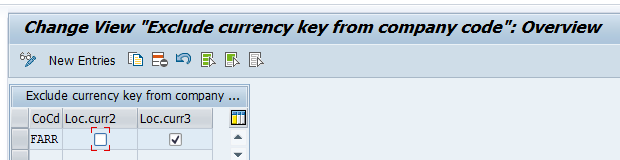 Change View "Exclude currency key from company code": Overview
New Entries
Exclude currency key from company ...
CoCd Loc.curr2 Loc.curr3
FARR